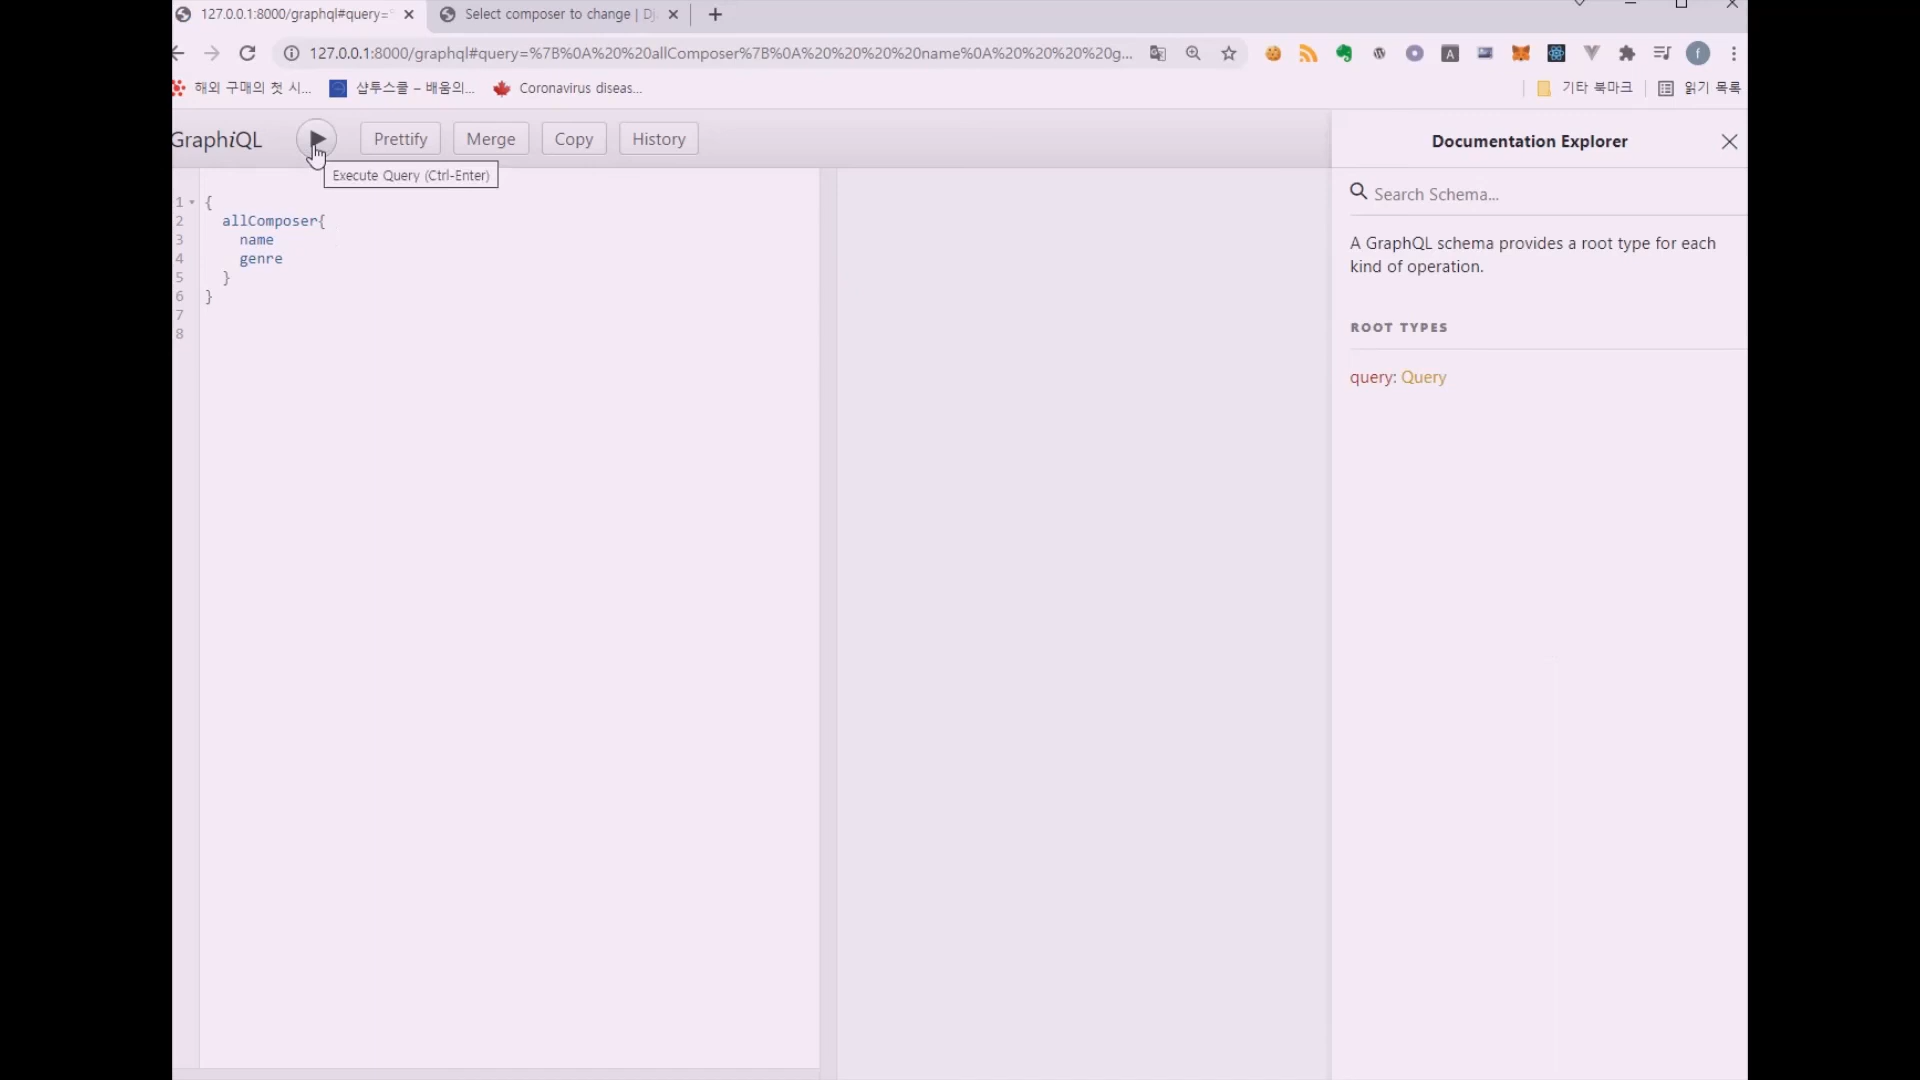 127.0.0.1:8000/graphql#query=
Select composer to change | Dj
127.0.0.1:8000/graphql#query=%7B%0A%20%20allComposer%7B%0A%20%20%20%20name%0A%20%20%20%20g...
해외 구매의 첫 시...
샵투스쿨 – 배움의...
Coronavirus diseas...
기타 북마크
읽기 목록
GraphiQL
Prettify
Merge
Copy
History
Execute Query (Ctrl-Enter)
1 {
2 allComposer{
3 name
4 genre
5 }
6 }
7
8
Documentation Explorer
Search Schema...
A GraphQL schema provides a root type for each
kind of operation.
ROOT TYPES
query: Query